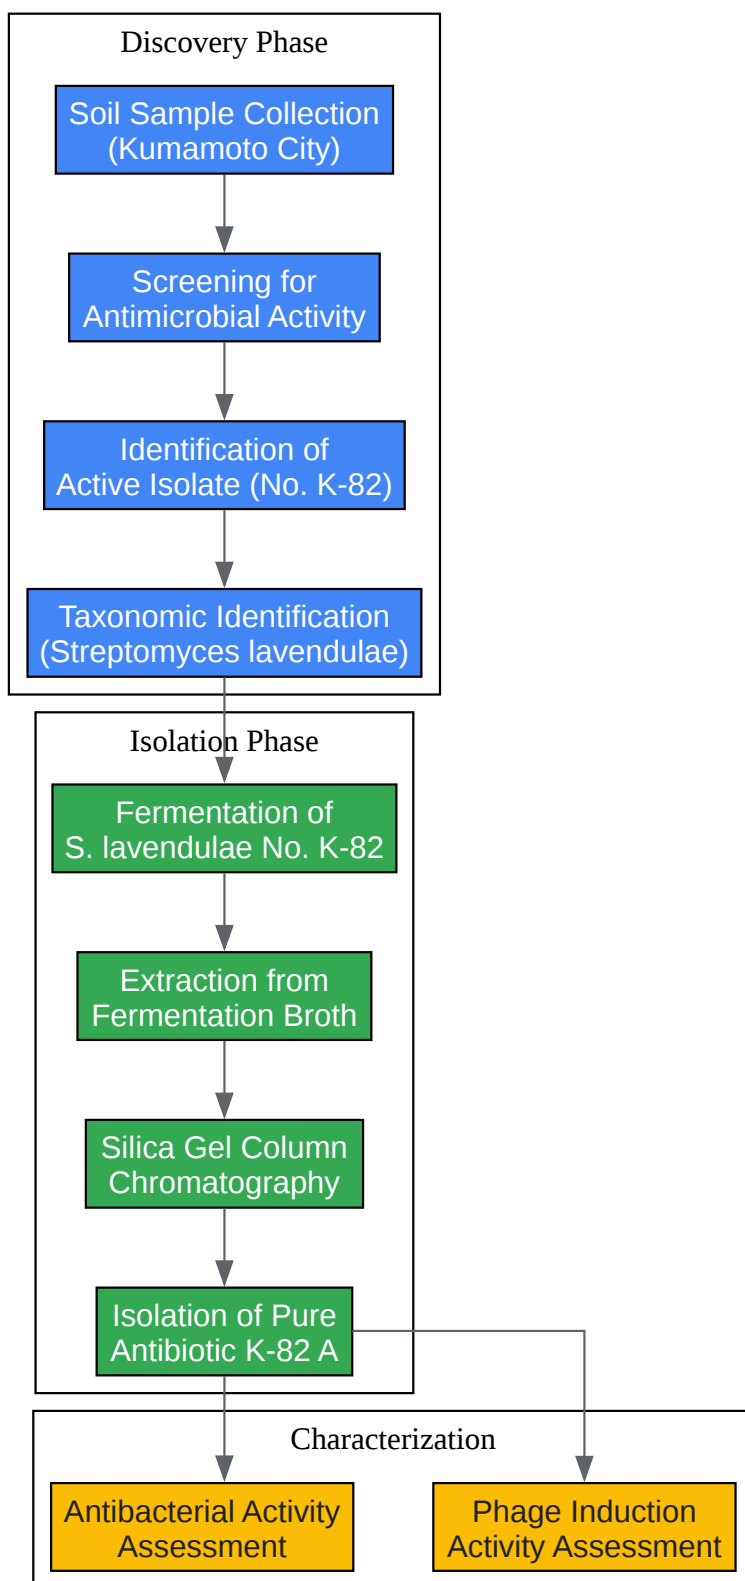 Discovery Phase
Soil Sample Collection
(Kumamoto City)
Screening for
Antimicrobial Activity
Identification of
Active Isolate (No. K-82)
Taxonomic Identification
(Streptomyces lavendulae)
Isolation Phase
Fermentation of
S. lavendulae No. K-82
Extraction from
Fermentation Broth
Silica Gel Column
Chromatography
Isolation of Pure
Antibiotic K-82 A
Characterization
Antibacterial Activity
Assessment
Phage Induction
Activity Assessment